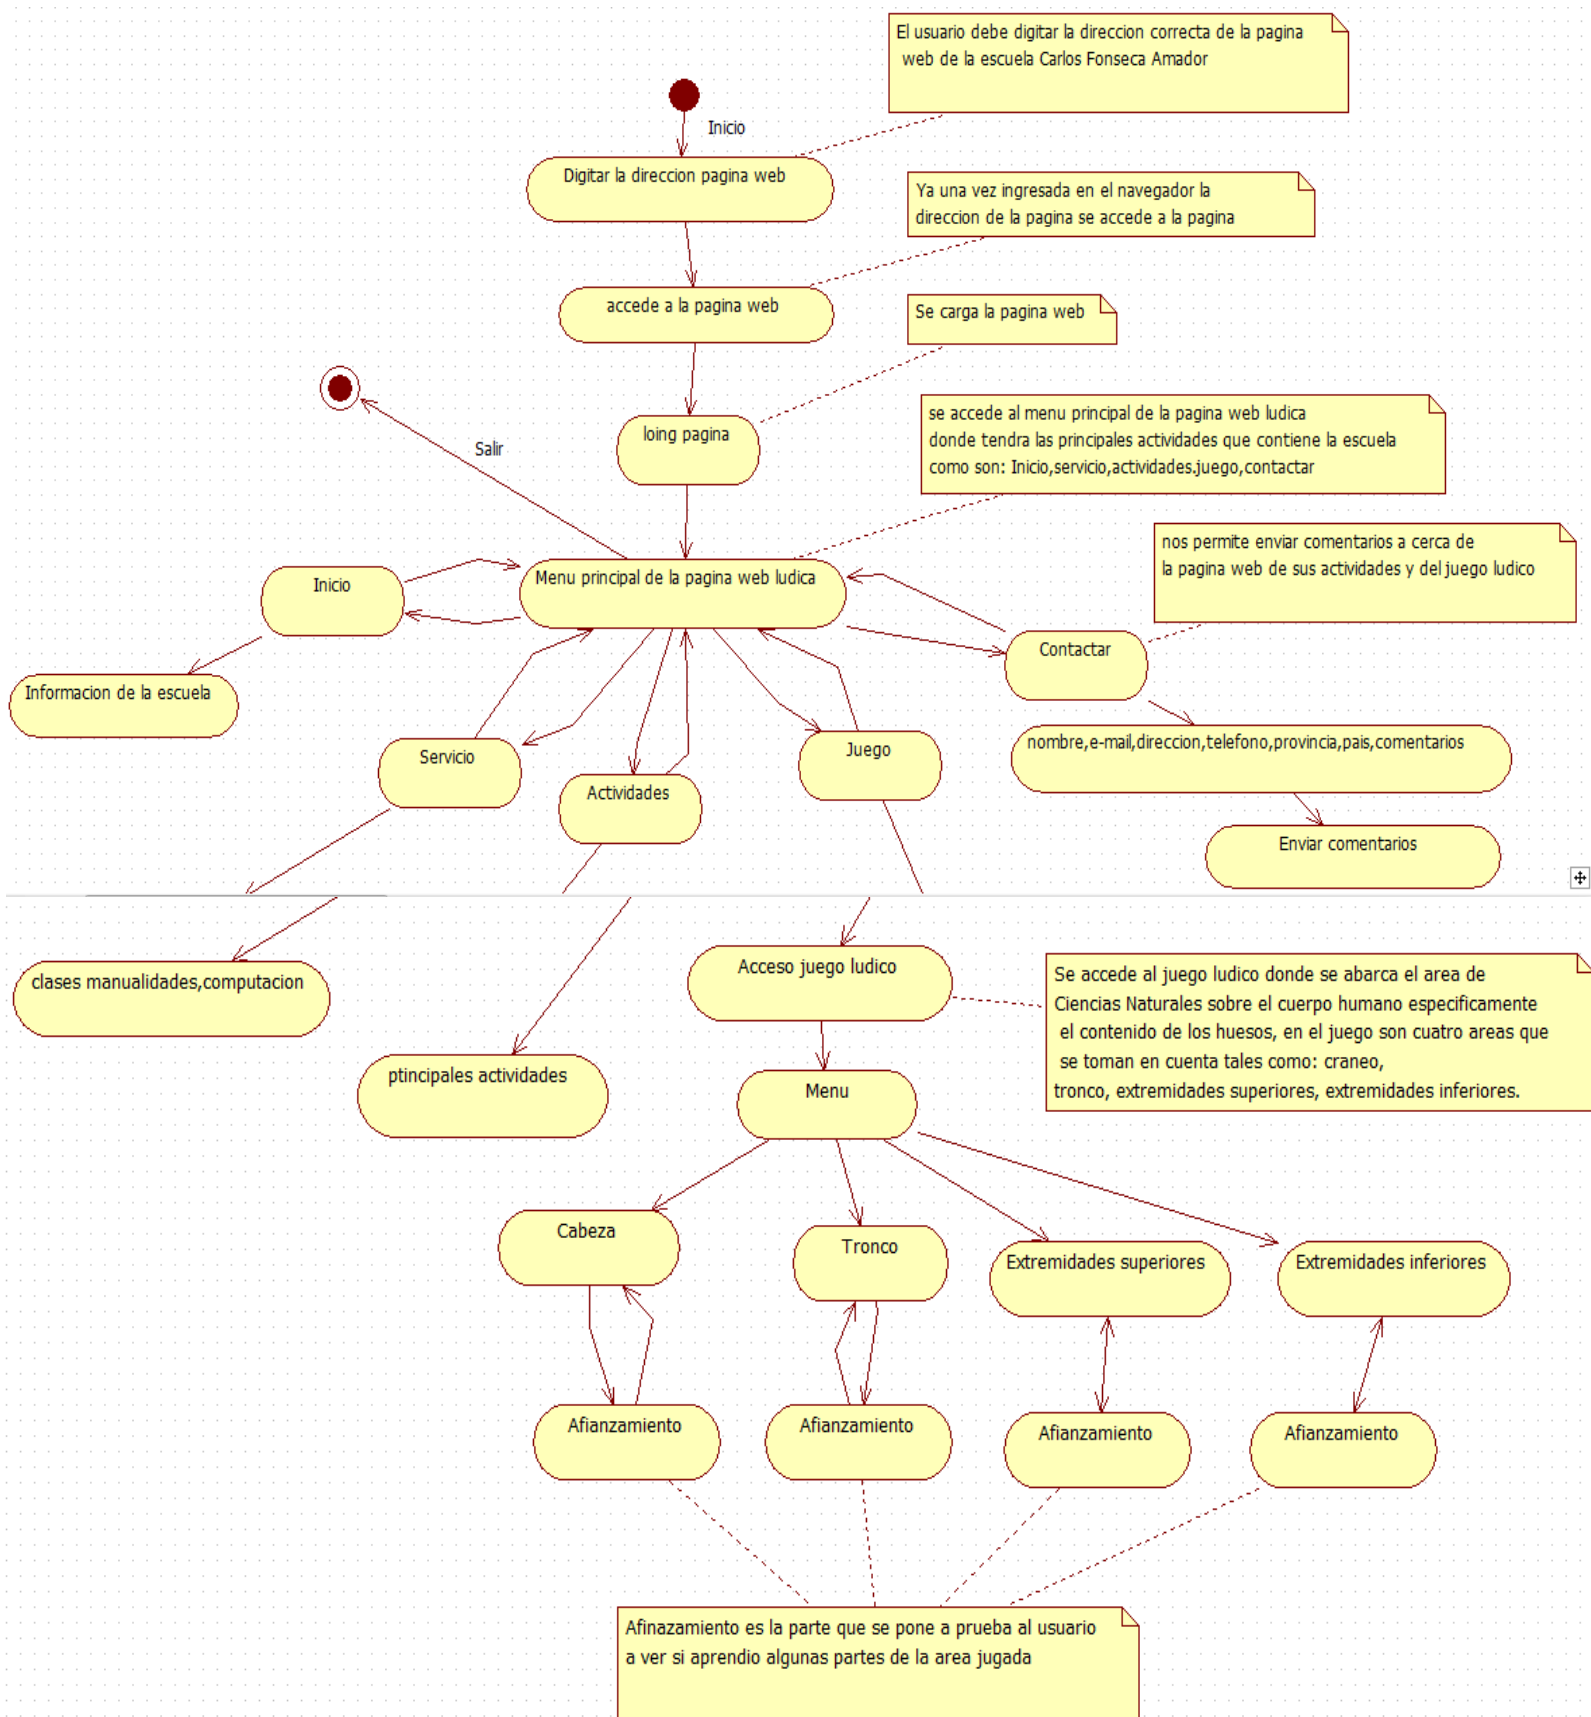 El usuario debe digitar la direccion correcta de la pagina
web de la escuela Carlos Fonseca Amador
Inicio
Digitar la direccion pagina web
Ya una vez ingresada en el navegador la
direccion de la pagina se accede a la pagina
accede a la pagina web
Se carga la pagina web
loing pagina
Salir
se accede al menu principal de la pagina web ludica
donde tendra las principales actividades que contiene la escuela
como son: Inicio,servicio,actividades.juego,contactar
nos permite enviar comentarios a cerca de
la pagina web de sus actividades y del juego ludico
Inicio
Menu principal de la pagina web ludica
Contactar
Informacion de la escuela
Servicio
Actividades
Juego
nombre,e-mail,direccion,telefono,provincia,pais,comentarios
Enviar comentarios
clases manualidades,computacion
ptincipales actividades
Acceso juego ludico
Se accede al juego ludico donde se abarca el area de
Ciencias Naturales sobre el cuerpo humano especificamente
el contenido de los huesos, en el juego son cuatro areas que
se toman en cuenta tales como: craneo,
tronco, extremidades superiores, extremidades inferiores.
Menu
Cabeza
Tronco
Extremidades superiores
Extremidades inferiores
Afianzamiento
Afianzamiento
Afianzamiento
Afianzamiento
Afinazamiento es la parte que se pone a prueba al usuario
a ver si aprendio algunas partes de la area jugada